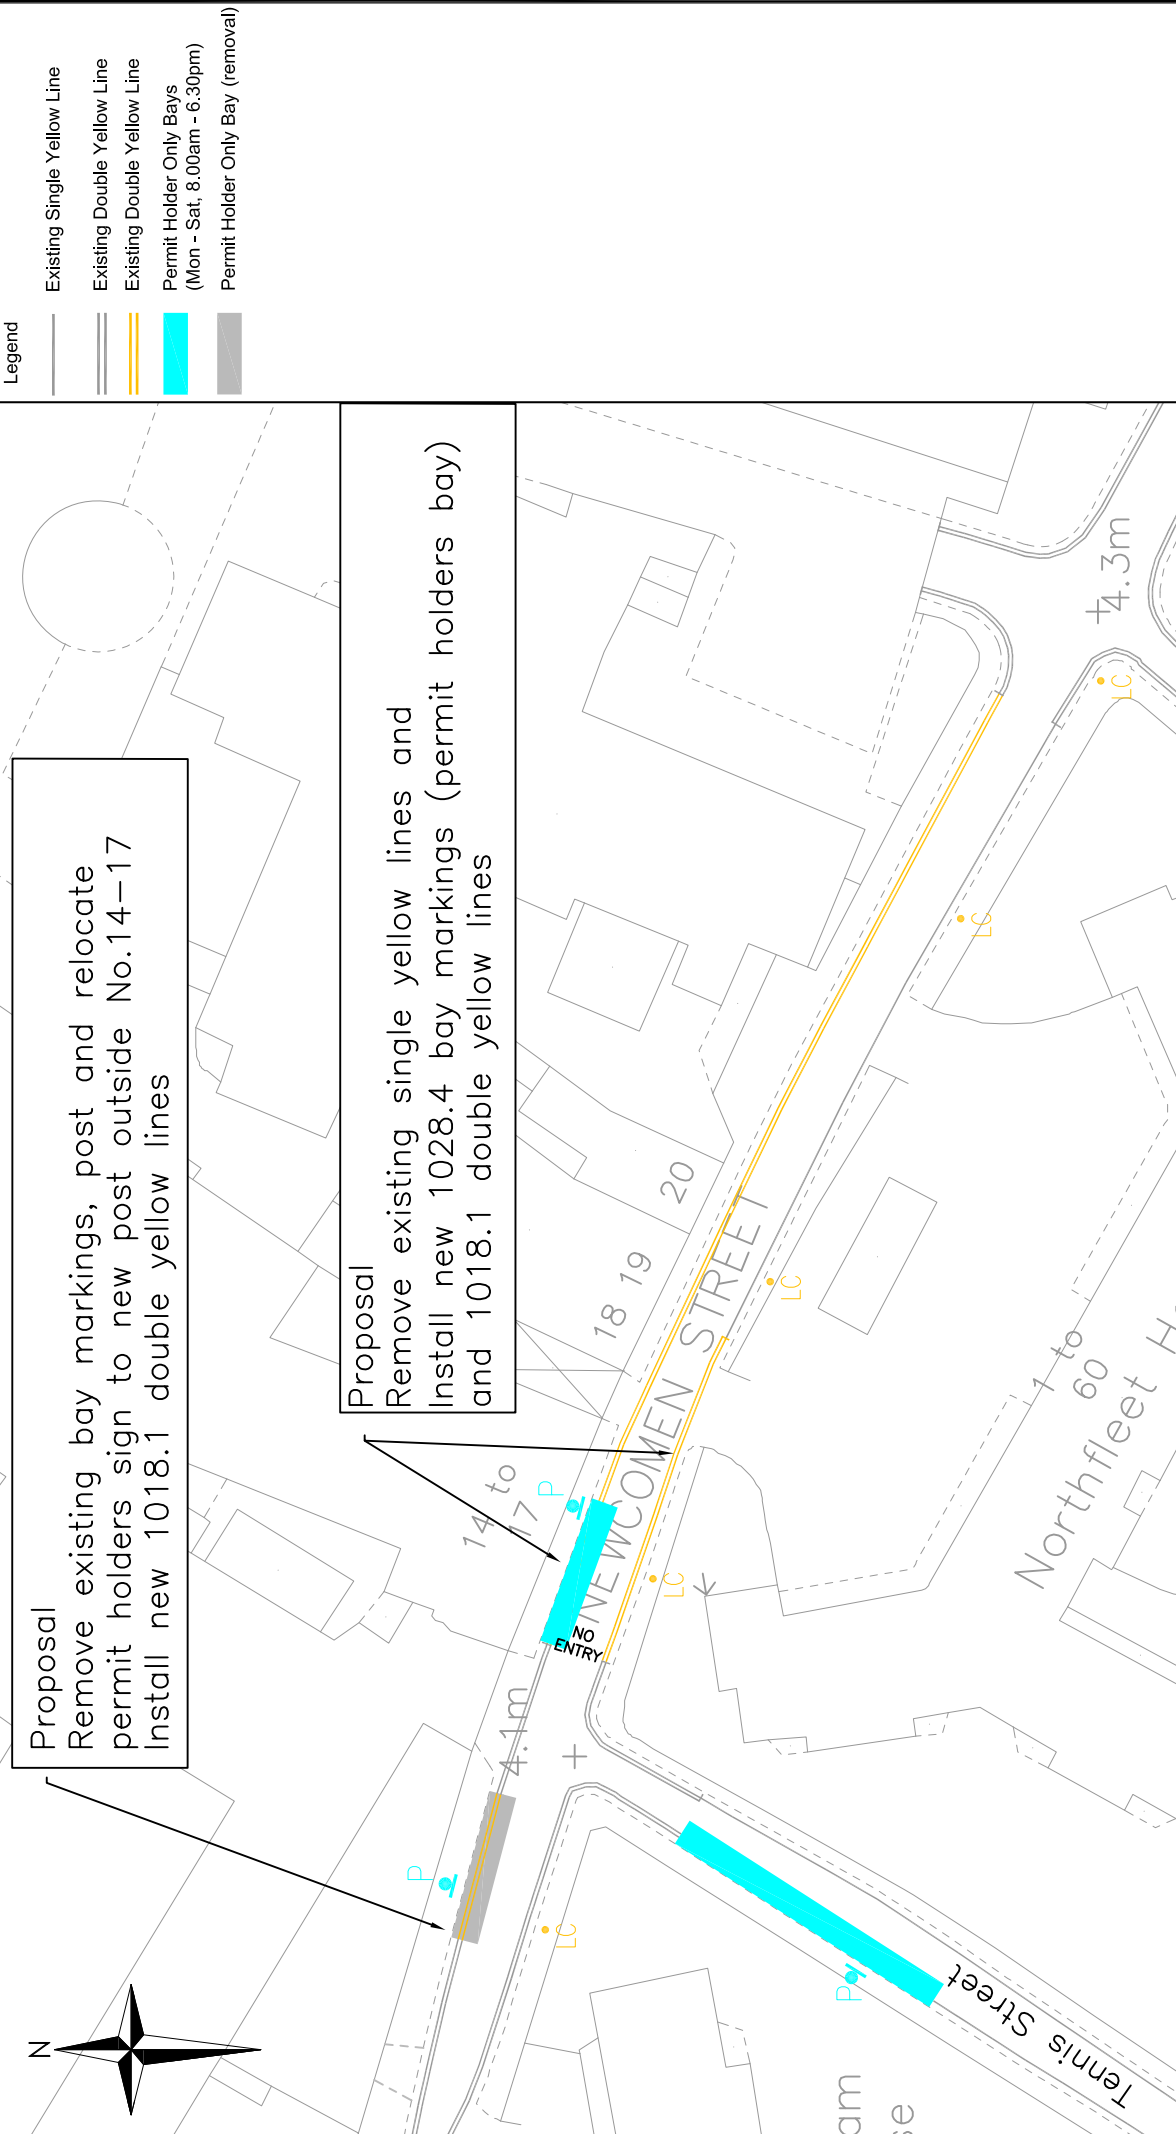 Legend
Existing Single Yellow Line
Existing Double Yellow Line
Existing Double Yellow Line
Permit Holder Only Bays
(Mon - Sat, 8.00am - 6.30pm)
Permit Holder Only Bay (removal)
Proposal
Remove existing bay markings, post and relocate
permit holders sign to new post outside No.14-17
Install new 1018.1 double yellow lines
Proposal
Remove existing single yellow lines and
Install new 1028.4 bay markings (permit holders bay)
and 1018.1 double yellow lines
N
P
4.1m
LC
14 to
17
P
NO
ENTRY
NEWCOMEN STREET
18
19
20
LC
LC
LC
LC
4.3m
1 to
60
Northfleet
P
Tennis Street